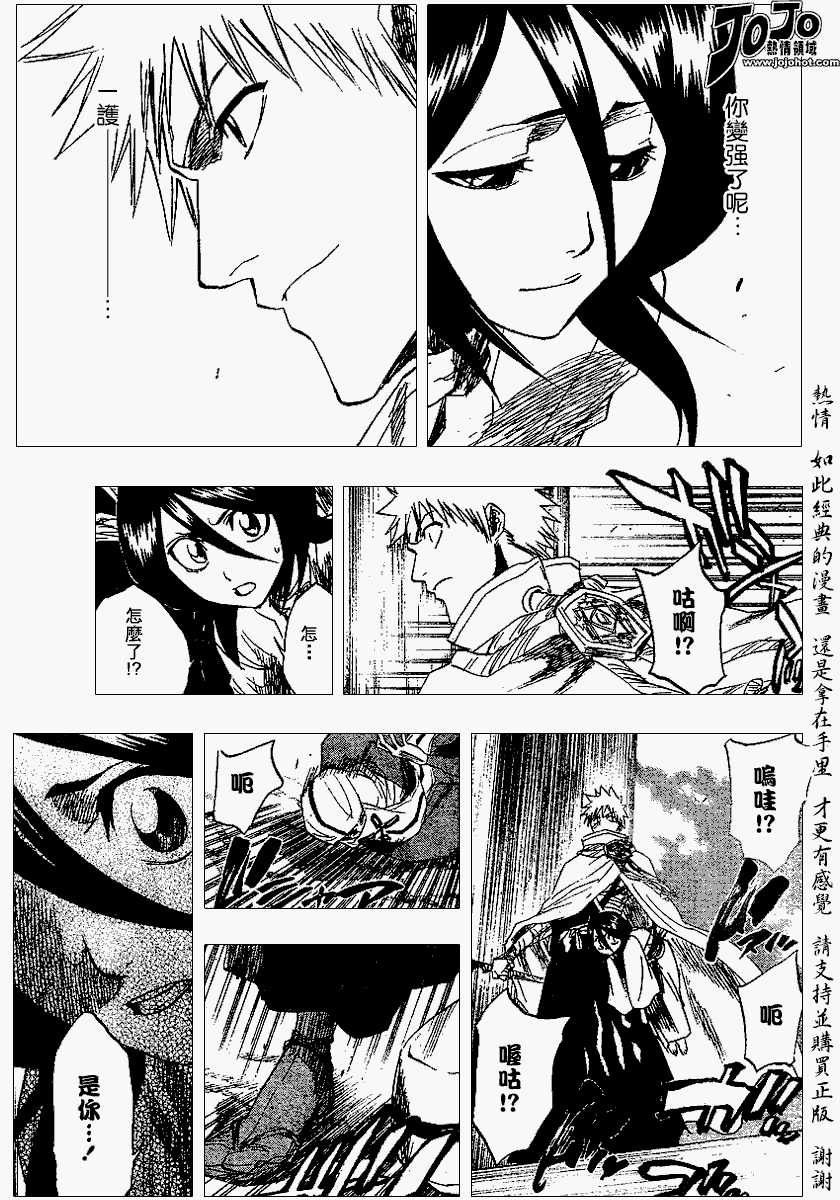 JOJO
熱情領域
www.jojohot.com
你變强了呢…
一護——…
咕啊!?
怎…
怎麼了!?
嗚哇!?
呃
喔咕!?
呃
是你…!
熱情 如此經典的漫畫 還是拿在手里 才更有感覺 請支持並購買正版 謝謝